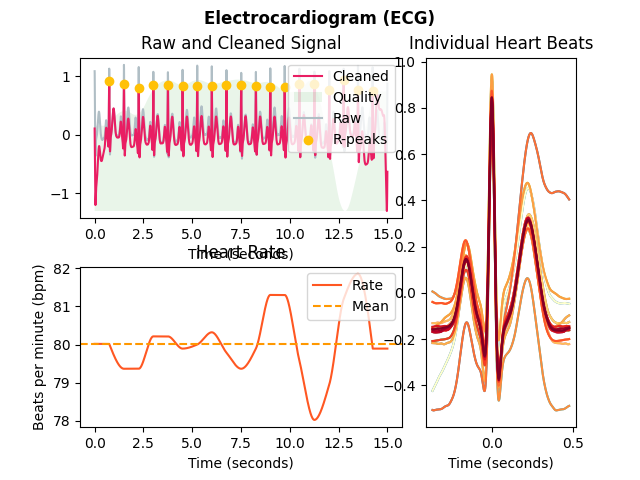 Electrocardiogram (ECG)
Raw and Cleaned Signal
Individual Heart Beats
Cleaned
Quality
Raw
R-peaks
1
0
−1
0.0 2.5 5.0 7.5 10.0 12.5 15.0
Time (seconds)
Heart Rate
Rate
Mean
82
81
80
79
78
Beats per minute (bpm)
0.0 2.5 5.0 7.5 10.0 12.5 15.0
Time (seconds)
1.0
0.8
0.6
0.4
0.2
0.0
−0.2
−0.4
0.0 0.5
Time (seconds)